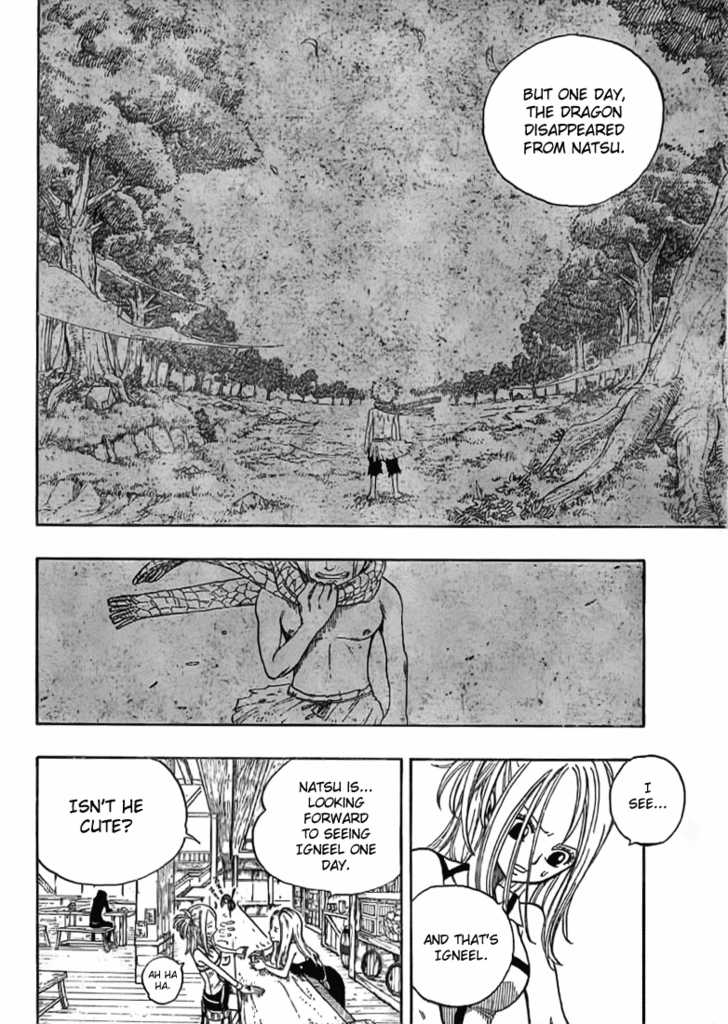 BUT ONE DAY,
THE DRAGON
DISAPPEARED
FROM NATSU.
I
SEE...
AND THAT'S
IGNEEL.
NATSU IS...
LOOKING
FORWARD
TO SEEING
IGNEEL ONE
DAY.
ISN'T HE
CUTE?
AH HA
HA.